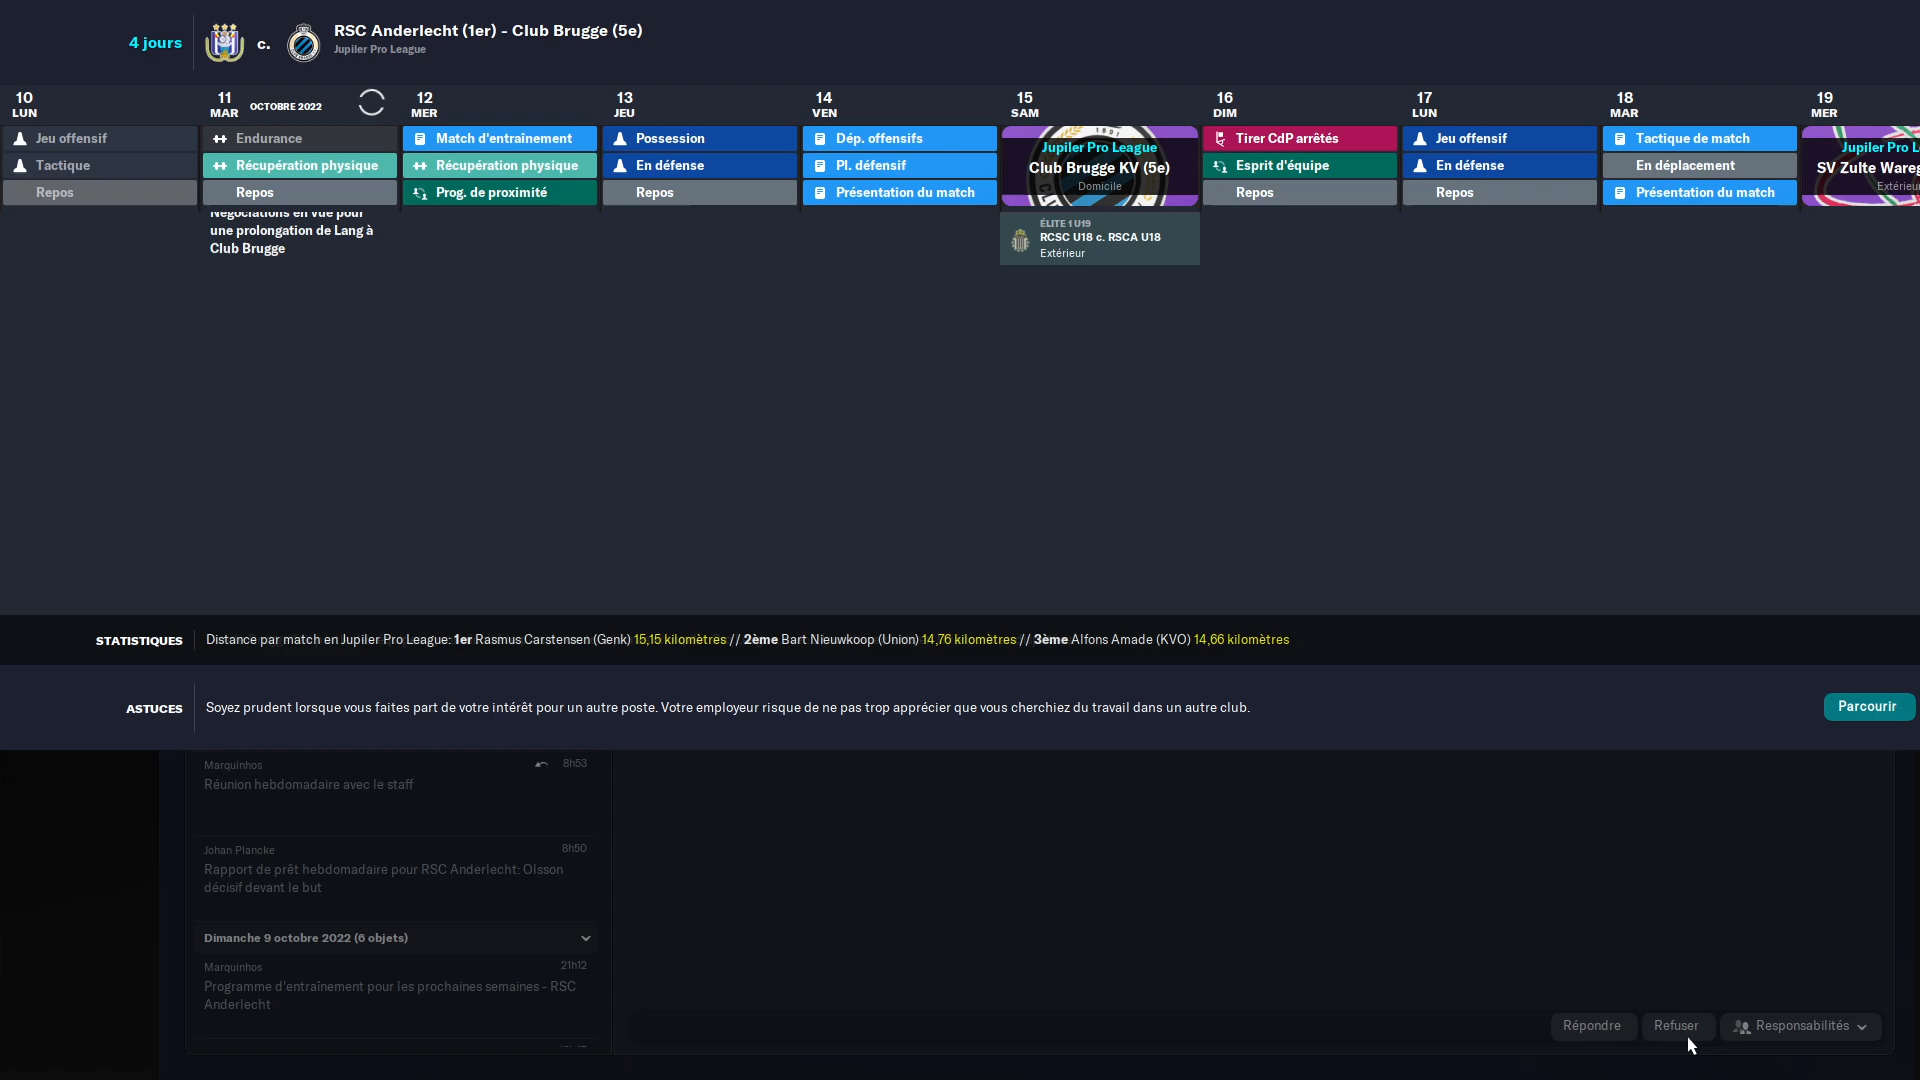 4 jours
c.
RSC Anderlecht (1er) - Club Brugge (5e)
Jupiler Pro League
10
LUN
11
MAR
OCTOBRE 2022
12
MER
13
JEU
14
VEN
15
SAM
16
DIM
17
LUN
18
MAR
19
MER
Jeu offensif
Endurance
Match d'entraînement
Possession
Dép. offensifs
Jupiler Pro League
Club Brugge KV (5e)
Domicile
Tirer CdP arrêtés
Jeu offensif
Tactique de match
Jupiler Pro L
SV Zulte Wareg
Extérieur
Tactique
Récupération physique
Récupération physique
En défense
Pl. défensif
Esprit d'équipe
En défense
En déplacement
Repos
Repos
Prog. de proximité
Repos
Présentation du match
Repos
Repos
Présentation du match
Négociations en vue pour
une prolongation de Lang à
Club Brugge
ÉLITE 1 U19
RCSC U18 c. RSCA U18
Extérieur
STATISTIQUES
Distance par match en Jupiler Pro League: 1er Rasmus Carstensen (Genk) 15,15 kilomètres // 2ème Bart Nieuwkoop (Union) 14,76 kilomètres // 3ème Alfons Amade (KVO) 14,66 kilomètres
ASTUCES
Soyez prudent lorsque vous faites part de votre intérêt pour un autre poste. Votre employeur risque de ne pas trop apprécier que vous cherchiez du travail dans un autre club.
Parcourir
Marquinhos
8h53
Réunion hebdomadaire avec le staff
Johan Plancke
8h50
Rapport de prêt hebdomadaire pour RSC Anderlecht: Olsson
décisif devant le but
Dimanche 9 octobre 2022 (6 objets)
Marquinhos
21h12
Programme d'entraînement pour les prochaines semaines - RSC
Anderlecht
Répondre
Refuser
Responsabilités